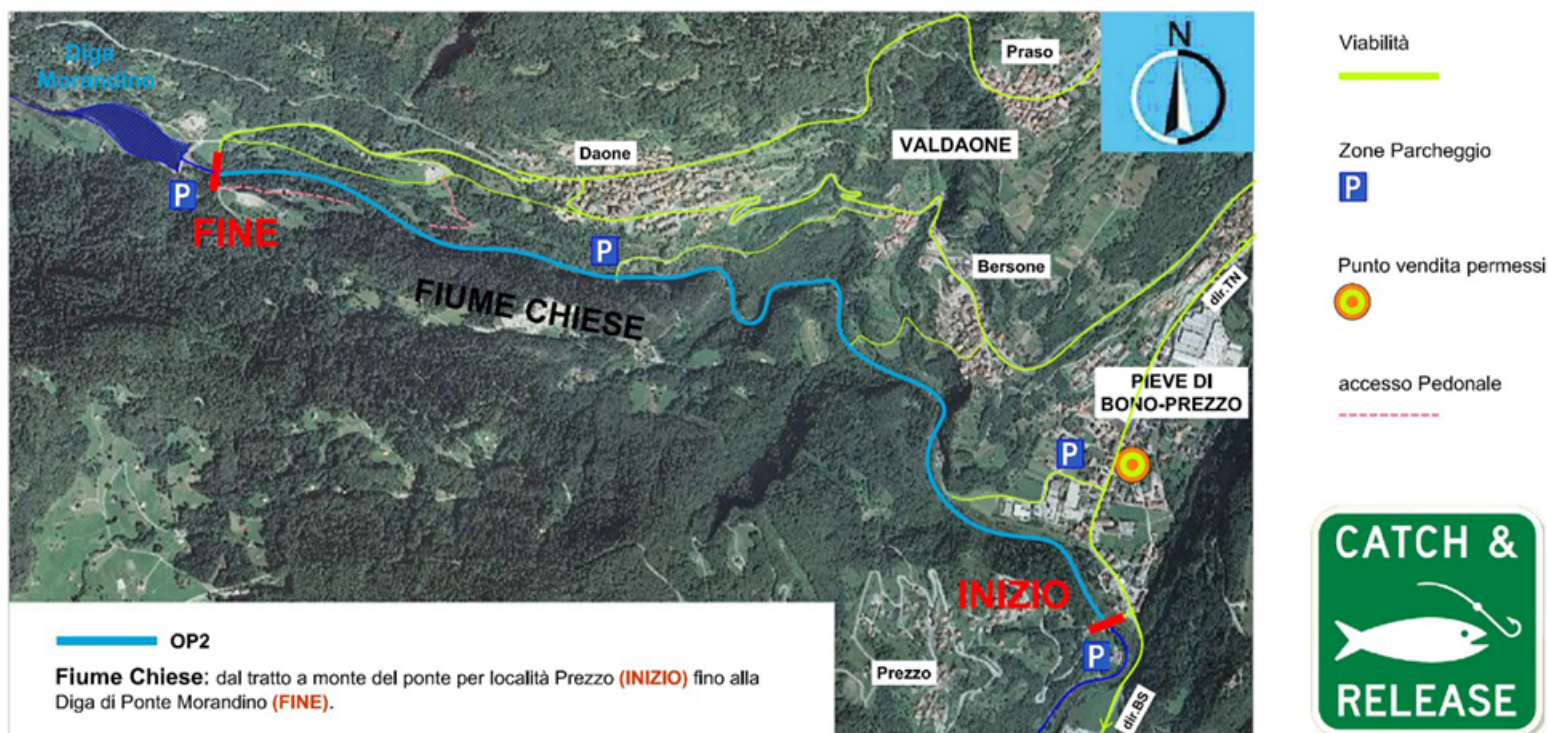 Diga
Morandino
P
FINE
Daone
P
FIUME CHIESE
VALDAONE
Praso
N
Bersone
dir.TN
PIEVE DI
BONO-PREZZO
P
INIZIO
P
Prezzo
dir.BS
OP2
Fiume Chiese: dal tratto a monte del ponte per località Prezzo (INIZIO) fino alla
Diga di Ponte Morandino (FINE).
Viabilità
Zone Parcheggio
P
Punto vendita permessi
accesso Pedonale
CATCH &
RELEASE